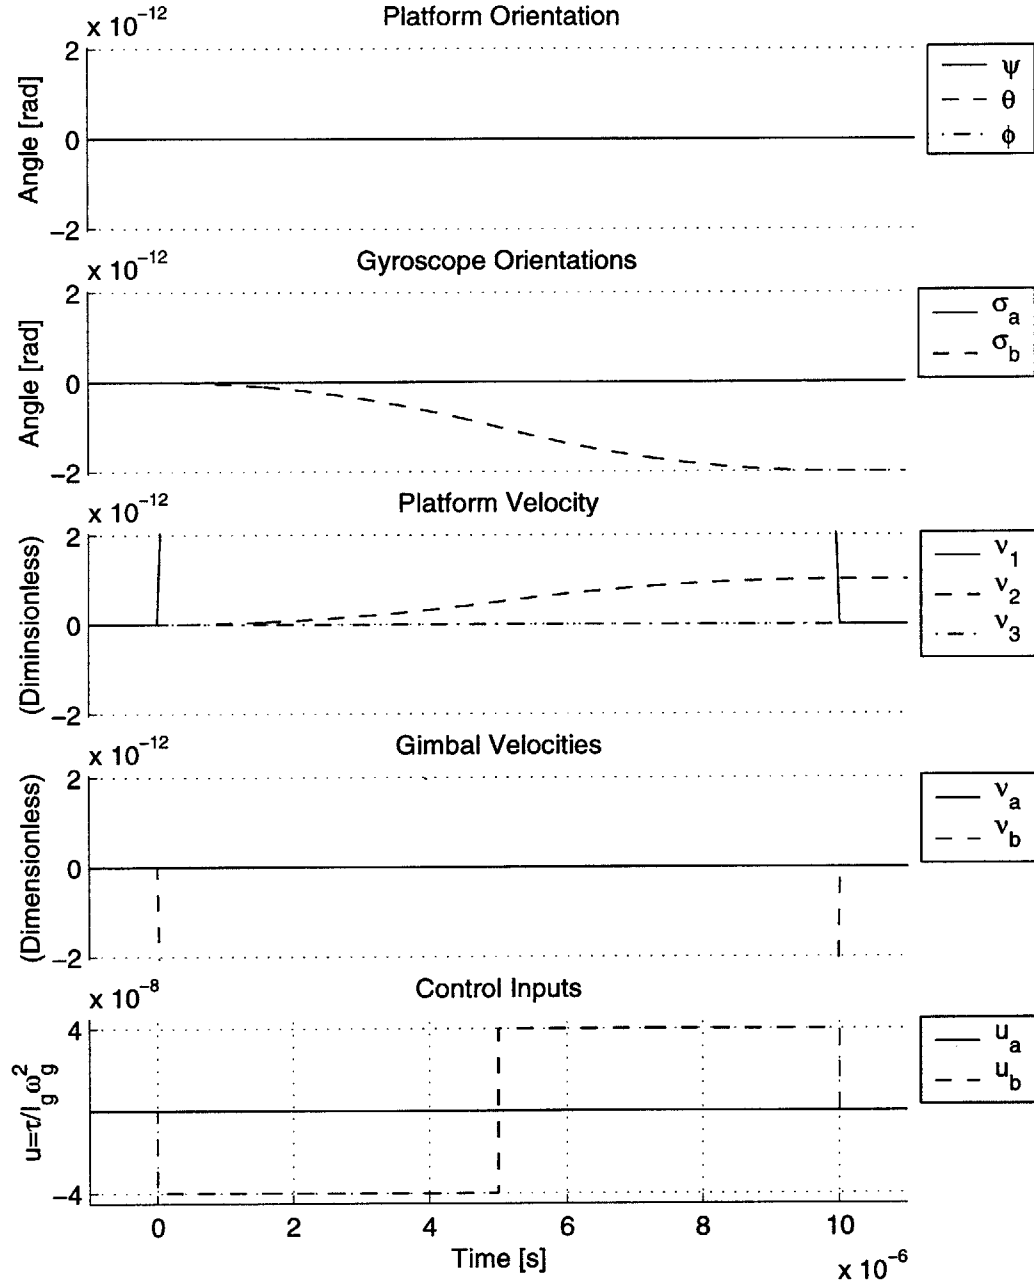 Platform Orientation
x 10⁻¹²
2
0
−2
Angle [rad]
ψ
θ
ϕ
Gyroscope Orientations
x 10⁻¹²
2
0
−2
Angle [rad]
σa
σb
Platform Velocity
x 10⁻¹²
2
0
−2
(Diminsionless)
ν1
ν2
ν3
Gimbal Velocities
x 10⁻¹²
2
0
−2
(Dimensionless)
νa
νb
Control Inputs
x 10⁻⁸
4
−4
u=τ/Igωg²
ua
ub
0 2 4 6 8 10
Time [s]
x 10⁻⁶